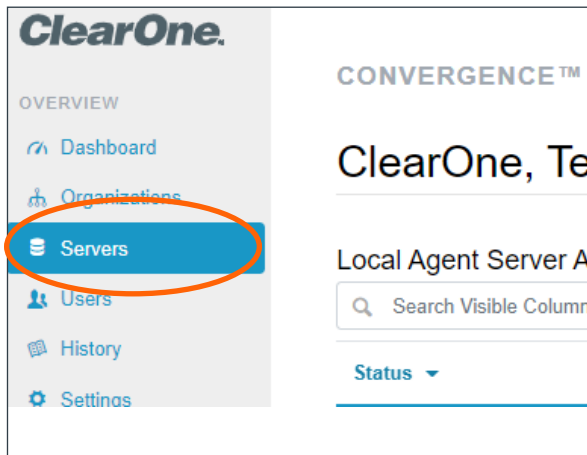 ClearOne.
OVERVIEW
Dashboard
Organizations
Servers
Users
History
Settings
CONVERGENCE™
ClearOne, Te
Local Agent Server A
Search Visible Column
Status